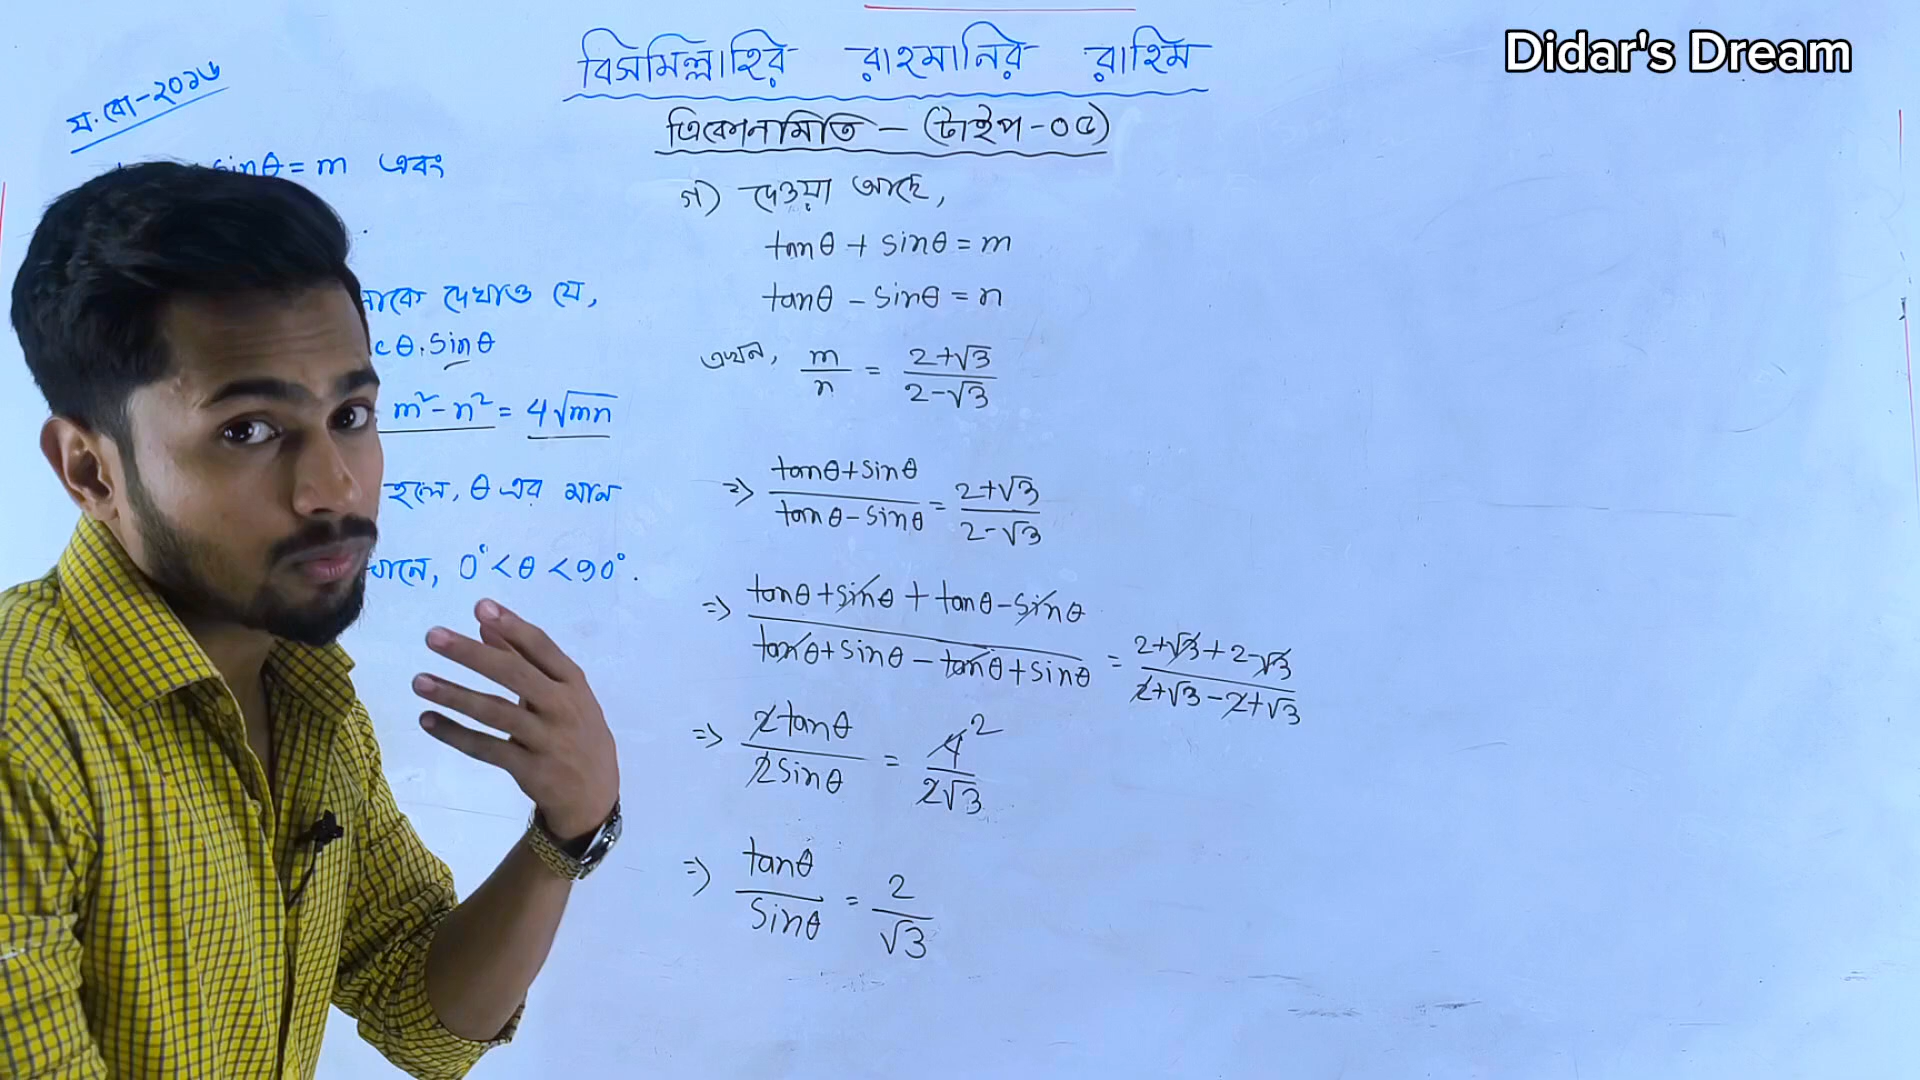 Didar's Dream
বিসমিল্লাহির রাহমানির রাহিম
ত্রিকোনমিতি - (টাইপ-০৫)
য. বো-২০১৬
sinθ = m এবং
দেখাও যে,
θ. sinθ
m² - n² = 4√mn
হলে, θ এর মান
0° < θ < 90°.
গ) দেওয়া আছে,
tanθ + sinθ = m
tanθ - sinθ = n
এখন, m/n = (2+√3)/(2-√3)
=> (tanθ+sinθ)/(tanθ-sinθ) = (2+√3)/(2-√3)
=> (tanθ+sinθ + tanθ-sinθ)/(tanθ+sinθ - tanθ+sinθ) = (2+√3+2-√3)/(2+√3-2+√3)
=> 2tanθ/2sinθ = 4 2/2√3
=> tanθ/sinθ = 2/√3